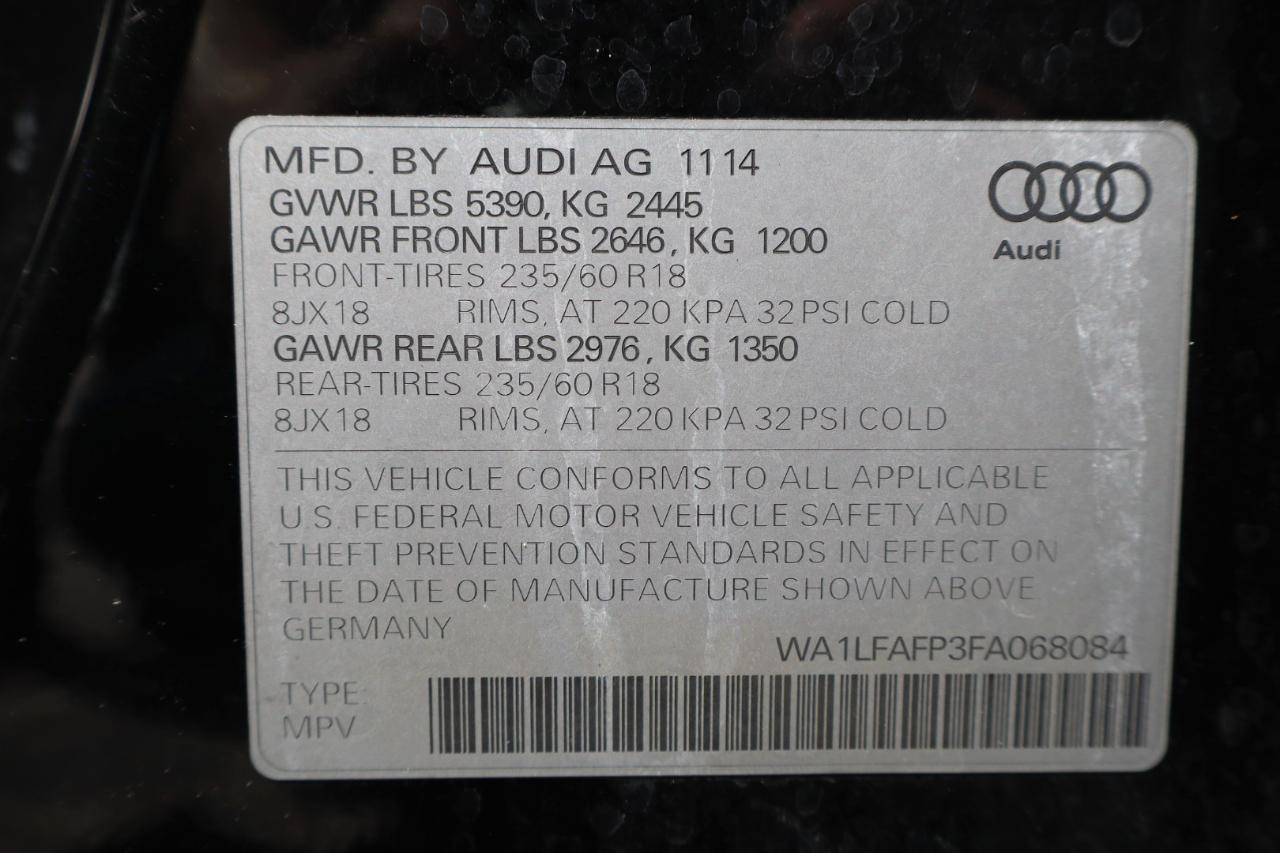 MFD. BY AUDI AG 11 14
GVWR LBS 5390, KG 2445
GAWR FRONT LBS 2646, KG 1200
Audi
FRONT-TIRES 235/60 R18
8JX18 RIMS, AT 220 KPA 32 PSI COLD
GAWR REAR LBS 2976, KG 1350
REAR-TIRES 235/60 R18
8JX18 RIMS, AT 220 KPA 32 PSI COLD
THIS VEHICLE CONFORMS TO ALL APPLICABLE
U.S. FEDERAL MOTOR VEHICLE SAFETY AND
THEFT PREVENTION STANDARDS IN EFFECT ON
THE DATE OF MANUFACTURE SHOWN ABOVE
GERMANY
WA1LFAFP3FA068084
TYPE:
MPV